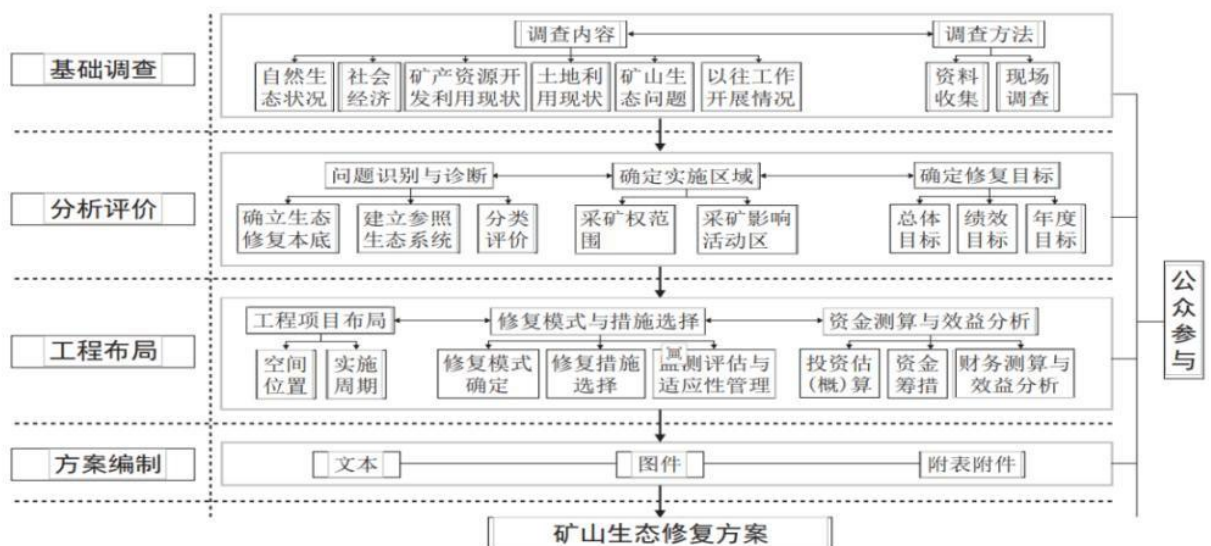 基础调查
调查内容
调查方法
自然生
态状况
社会
经济
矿产资源开
发利用现状
土地利
用现状
矿山生
态问题
以往工作
开展情况
资料
收集
现场
调查
分析评价
问题识别与诊断
确定实施区域
确定修复目标
确立生态
修复本底
建立参照
生态系统
分类
评价
采矿权范
围
采矿影响
活动区
总体
目标
绩效
目标
年度
目标
工程布局
工程项目布局
修复模式与措施选择
资金测算与效益分析
空间
位置
实施
周期
修复模式
确定
修复措施
选择
监测评估与
适应性管理
投资估
(概)算
资金
筹措
财务测算与
效益分析
方案编制
文本
图件
附表附件
矿山生态修复方案
公众参与